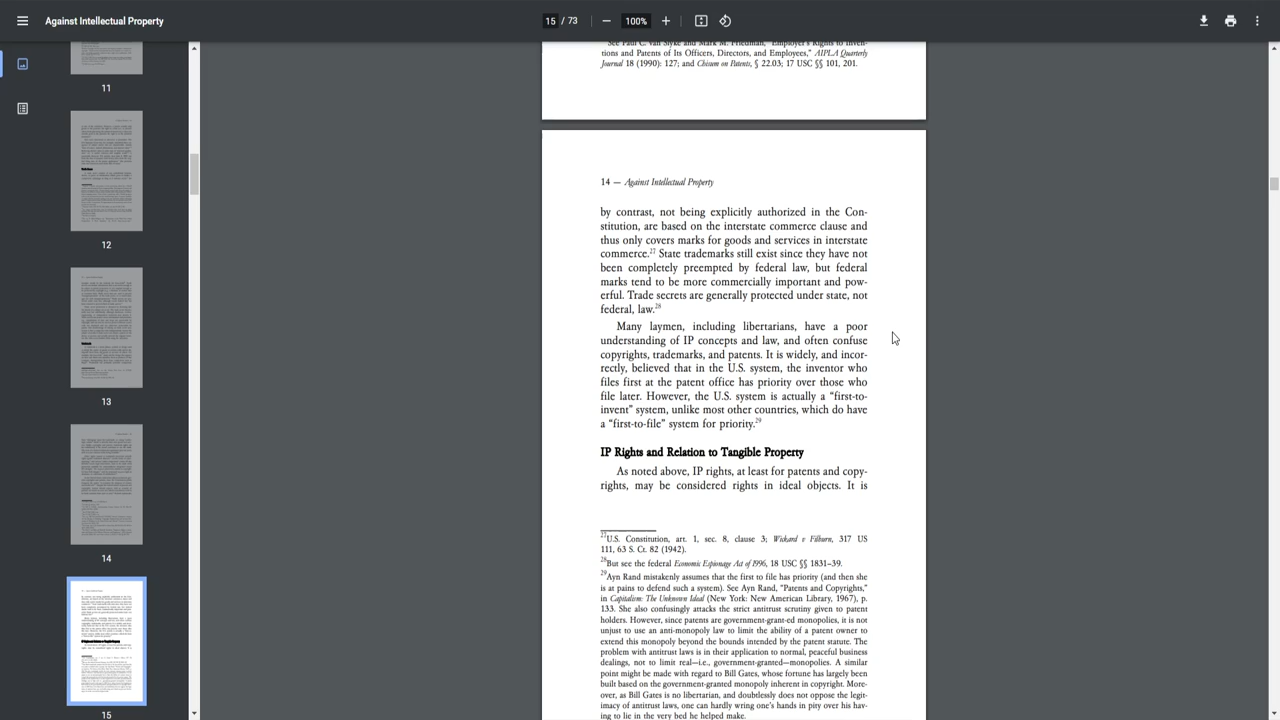 Against Intellectual Property
15 / 73
100%
11
12
13
14
15
See Paul C. Van Slyke and Mark M. Friedman, "Employer's Rights to Inven-
tions and Patents of Its Officers, Directors, and Employees," AIPLA Quarterly
Journal 18 (1990): 127; and Chisum on Patents, § 22.03; 17 USC §§ 101, 201.
14 — Against Intellectual Property
by contrast, not being explicitly authorized in the Con-
stitution, are based on the interstate commerce clause and
thus only covers marks for goods and services in interstate
commerce.27 State trademarks still exist since they have not
been completely preempted by federal law, but federal
marks tend to be more commercially important and pow-
erful. Trade secrets are generally protected under state, not
federal, law.28
Many laymen, including libertarians, have a poor
understanding of IP concepts and law, and often confuse
copyrights, trademarks, and patents. It is widely, and incor-
rectly, believed that in the U.S. system, the inventor who
files first at the patent office has priority over those who
file later. However, the U.S. system is actually a "first-to-
invent" system, unlike most other countries, which do have
a "first-to-file" system for priority.29
IP Rights and Relation to Tangible Property
As noted above, IP rights, at least for patents and copy-
rights, may be considered rights in ideal objects. It is
27U.S. Constitution, art. 1, sec. 8, clause 3; Wickard v Filburn, 317 US
111, 63 S. Ct. 82 (1942).
28But see the federal Economic Espionage Act of 1996, 18 USC §§ 1831–39.
29Ayn Rand mistakenly assumes that the first to file has priority (and then she
is at pains to defend such a system). See Ayn Rand, "Patents and Copyrights,"
in Capitalism: The Unknown Ideal (New York: New American Library, 1967), p.
133. She also confusingly attacks the strict antitrust scrutiny given to patent
holders. However, since patents are government-grant-ed monopolies, it is not
unjust to use an anti-monopoly law to limit the ability of a patent owner to
extend this monopoly beyond the bounds intended by the patent statute. The
problem with antitrust laws is in their application to normal, peaceful business
dealings, not to limit real—i.e., government-granted—monopolies. A similar
point might be made with regard to Bill Gates, whose fortune has largely been
built based on the government-granted monopoly inherent in copyright. More-
over, as Bill Gates is no libertarian, and doubtlessly does not oppose the legit-
imacy of antitrust laws, one can hardly wring one's hands in pity over his hav-
ing to lie in the very bed he helped make.